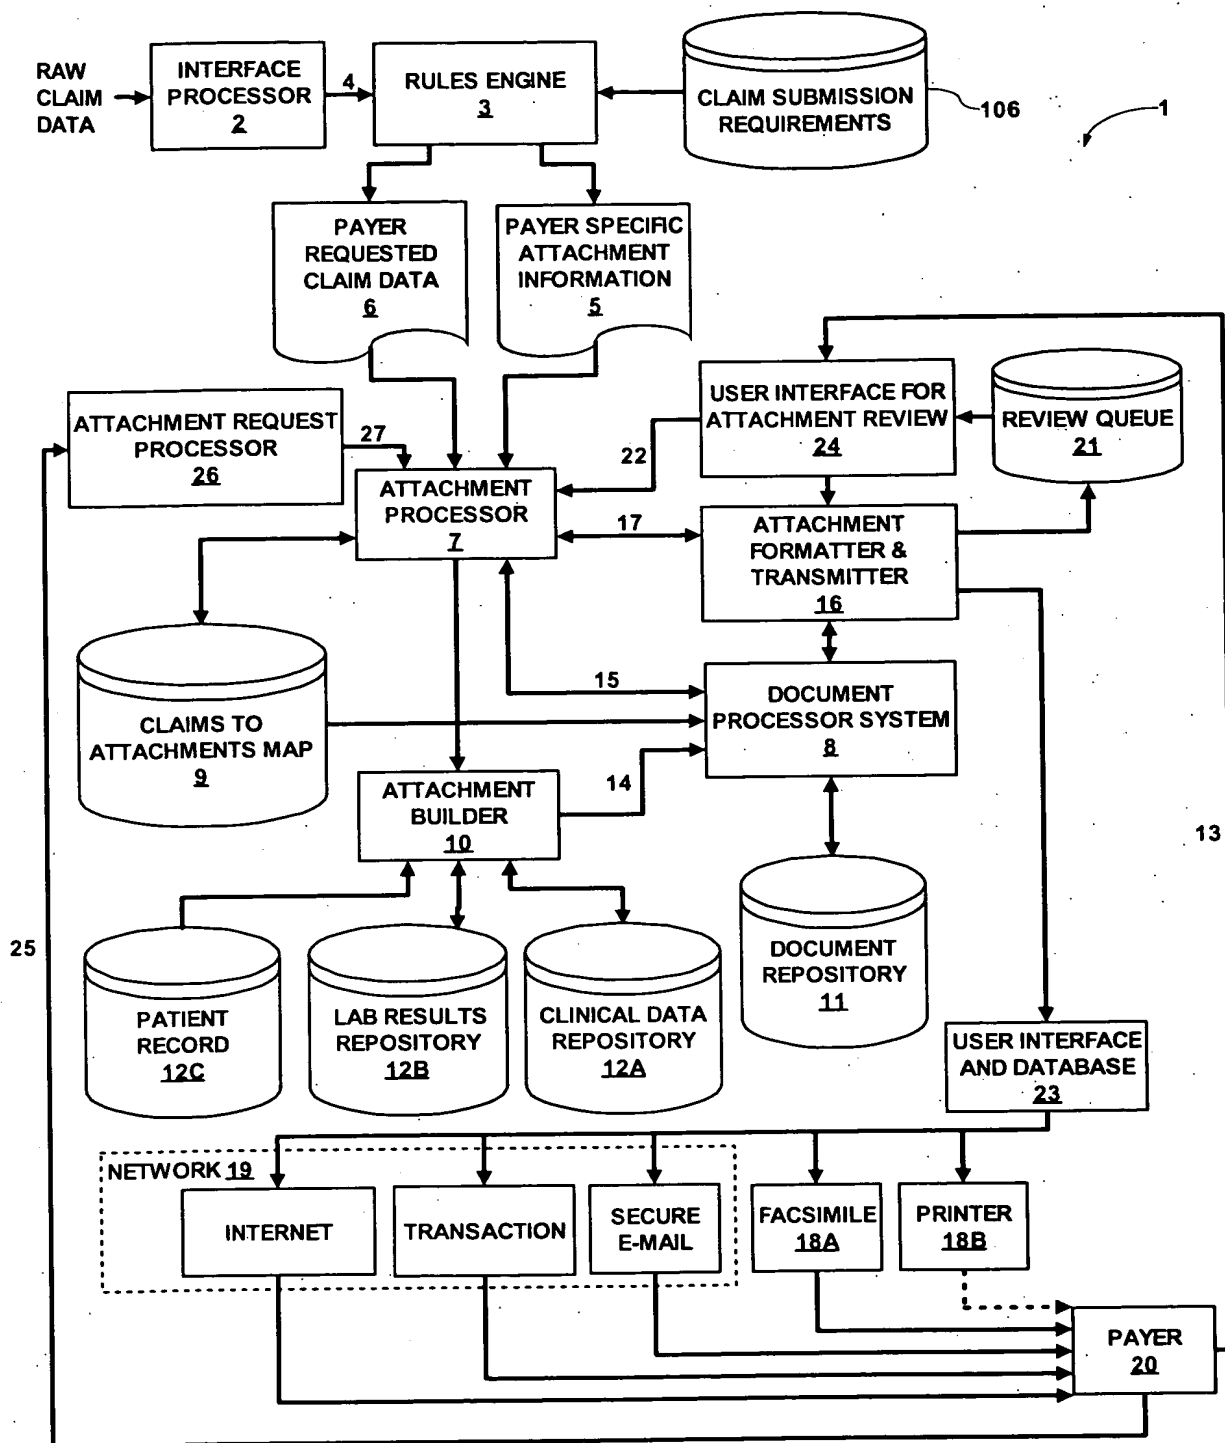 RAW
CLAIM
DATA
INTERFACE
PROCESSOR
2
4
RULES ENGINE
3
CLAIM SUBMISSION
REQUIREMENTS
106
1
PAYER
REQUESTED
CLAIM DATA
6
PAYER SPECIFIC
ATTACHMENT
INFORMATION
5
ATTACHMENT REQUEST
PROCESSOR
26
27
USER INTERFACE FOR
ATTACHMENT REVIEW
24
REVIEW QUEUE
21
22
ATTACHMENT
PROCESSOR
7
17
ATTACHMENT
FORMATTER &
TRANSMITTER
16
15
CLAIMS TO
ATTACHMENTS MAP
9
DOCUMENT
PROCESSOR SYSTEM
8
ATTACHMENT
BUILDER
10
14
13
25
PATIENT
RECORD
12C
LAB RESULTS
REPOSITORY
12B
CLINICAL DATA
REPOSITORY
12A
DOCUMENT
REPOSITORY
11
USER INTERFACE
AND DATABASE
23
NETWORK 19
INTERNET
TRANSACTION
SECURE
E-MAIL
FACSIMILE
18A
PRINTER
18B
PAYER
20